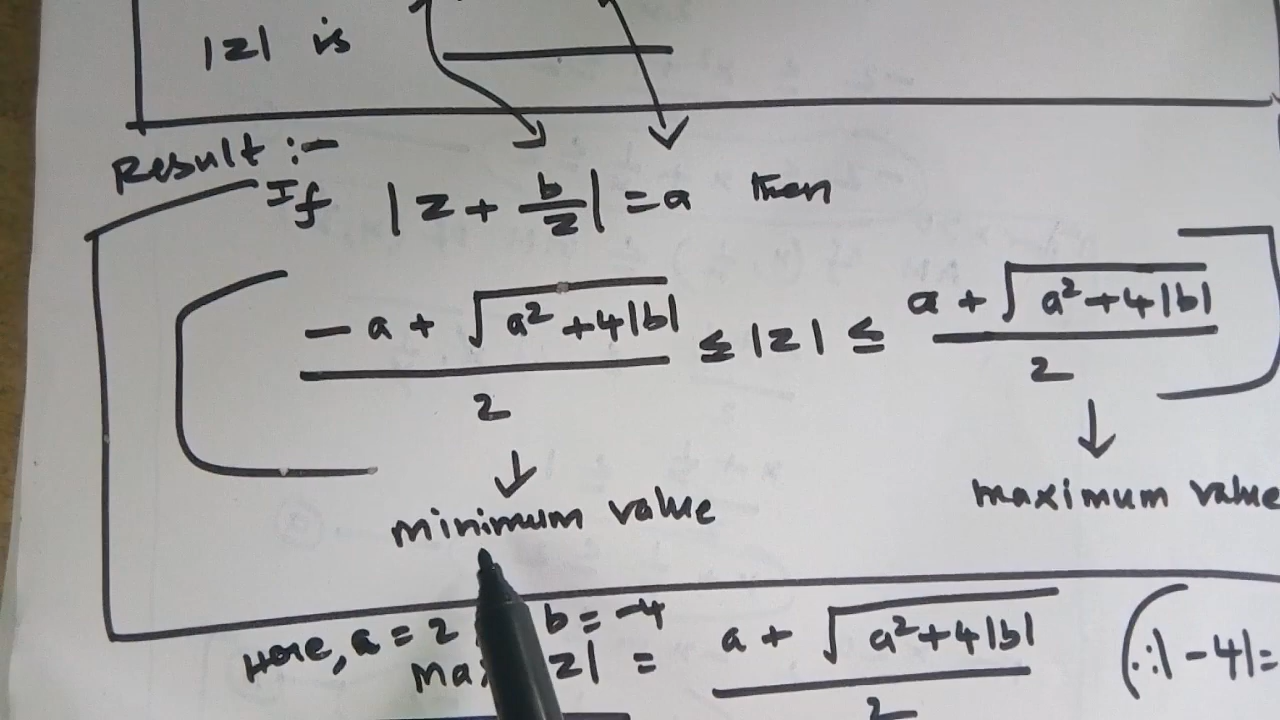 |z| is
Result :-
If |z + b/z| = a then
(-a + √(a² + 4|b|))/2 ≤ |z| ≤ (a + √(a² + 4|b|))/2
↓ ↓
minimum value maximum value
Here, a = 2 b = -4
|z| = (a + √(a² + 4|b|))/2 (∵ |-4| =